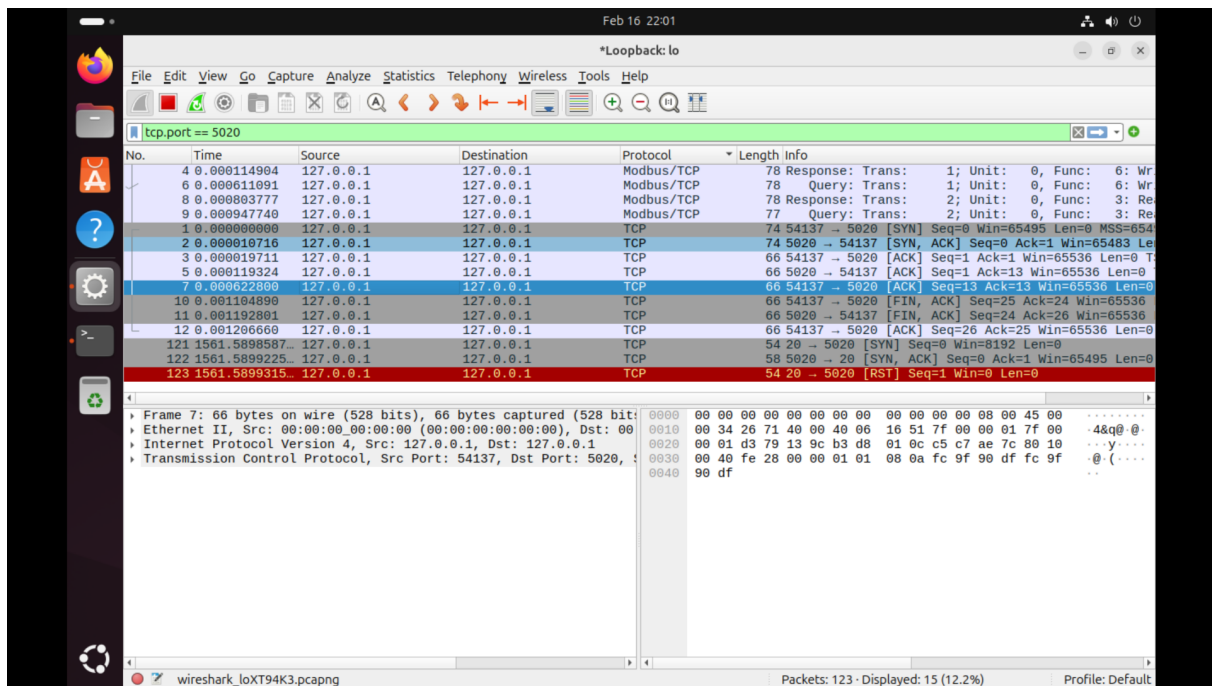 Feb 16 22:01
*Loopback: lo
File Edit View Go Capture Analyze Statistics Telephony Wireless Tools Help
tcp.port == 5020
No. Time Source Destination Protocol Length Info
4 0.000114904 127.0.0.1 127.0.0.1 Modbus/TCP 78 Response: Trans: 1; Unit: 0, Func: 6: Wr
6 0.000611091 127.0.0.1 127.0.0.1 Modbus/TCP 78 Query: Trans: 1; Unit: 0, Func: 6: Wr
8 0.000803777 127.0.0.1 127.0.0.1 Modbus/TCP 78 Response: Trans: 2; Unit: 0, Func: 3: Rea
9 0.000947740 127.0.0.1 127.0.0.1 Modbus/TCP 77 Query: Trans: 2; Unit: 0, Func: 3: Rea
1 0.000000000 127.0.0.1 127.0.0.1 TCP 74 54137 → 5020 [SYN] Seq=0 Win=65495 Len=0 MSS=654
2 0.000010716 127.0.0.1 127.0.0.1 TCP 74 5020 → 54137 [SYN, ACK] Seq=0 Ack=1 Win=65483 Le
3 0.000019711 127.0.0.1 127.0.0.1 TCP 66 54137 → 5020 [ACK] Seq=1 Ack=1 Win=65536 Len=0 T
5 0.000119324 127.0.0.1 127.0.0.1 TCP 66 5020 → 54137 [ACK] Seq=1 Ack=13 Win=65536 Len=0
7 0.000622800 127.0.0.1 127.0.0.1 TCP 66 54137 → 5020 [ACK] Seq=13 Ack=13 Win=65536 Len=0
10 0.001104890 127.0.0.1 127.0.0.1 TCP 66 54137 → 5020 [FIN, ACK] Seq=25 Ack=24 Win=65536
11 0.001192801 127.0.0.1 127.0.0.1 TCP 66 5020 → 54137 [FIN, ACK] Seq=24 Ack=26 Win=65536
12 0.001206660 127.0.0.1 127.0.0.1 TCP 66 54137 → 5020 [ACK] Seq=26 Ack=25 Win=65536 Len=0
121 1561.5898587… 127.0.0.1 127.0.0.1 TCP 54 20 → 5020 [SYN] Seq=0 Win=8192 Len=0
122 1561.5899225… 127.0.0.1 127.0.0.1 TCP 58 5020 → 20 [SYN, ACK] Seq=0 Ack=1 Win=65495 Len=0
123 1561.5899315… 127.0.0.1 127.0.0.1 TCP 54 20 → 5020 [RST] Seq=1 Win=0 Len=0
Frame 7: 66 bytes on wire (528 bits), 66 bytes captured (528 bit 0000 00 00 00 00 00 00 00 00 00 00 00 00 08 00 45 00 ········
Ethernet II, Src: 00:00:00_00:00:00 (00:00:00:00:00:00), Dst: 00 0010 00 34 26 71 40 00 40 06 16 51 7f 00 00 01 7f 00 ·4&q@·@·
Internet Protocol Version 4, Src: 127.0.0.1, Dst: 127.0.0.1 0020 00 01 d3 79 13 9c b3 d8 01 0c c5 c7 ae 7c 80 10 ···y····
Transmission Control Protocol, Src Port: 54137, Dst Port: 5020, 0030 00 40 fe 28 00 00 01 01 08 0a fc 9f 90 df fc 9f ·@·(····
0040 90 df ··
wireshark_loXT94K3.pcapng Packets: 123 · Displayed: 15 (12.2%) Profile: Default